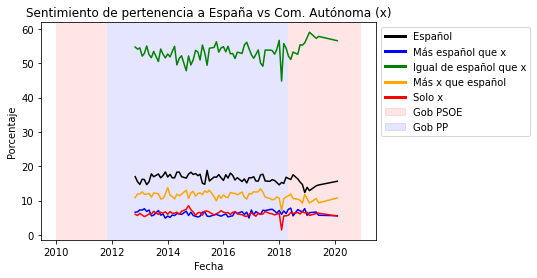 Sentimiento de pertenencia a España vs Com. Autónoma (x)
Porcentaje
60
50
40
30
20
10
0
2010 2012 2014 2016 2018 2020
Fecha
Español
Más español que x
Igual de español que x
Más x que español
Solo x
Gob PSOE
Gob PP